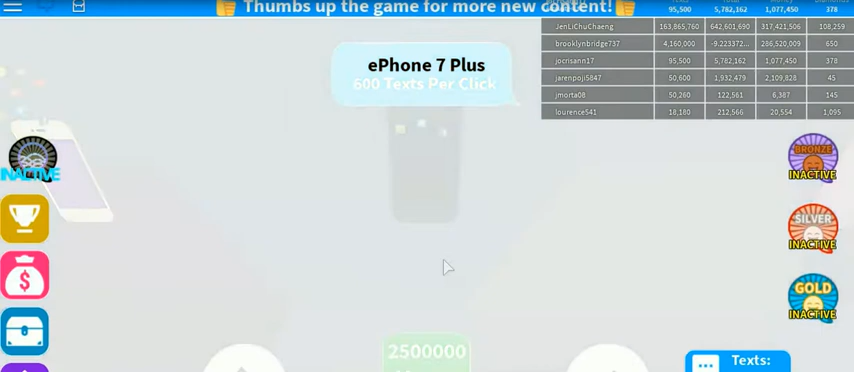 Thumbs up the game for more new content!
95,500 5,782,162 1,077,450 378
JenLiChuChaeng 163,865,760 642,601,690 317,421,506 108,259
brooklynbridge737 4,160,000 -9.223372... 286,520,009 650
jocrisann17 95,500 5,782,162 1,077,450 378
jarenpoji5847 50,600 1,932,479 2,109,828 45
jmorta08 50,260 122,561 6,387 145
lourence541 18,180 212,566 20,554 1,095
ePhone 7 Plus
600 Texts Per Click
INACTIVE
BRONZE
INACTIVE
SILVER
INACTIVE
$
GOLD
INACTIVE
2500000
Texts: